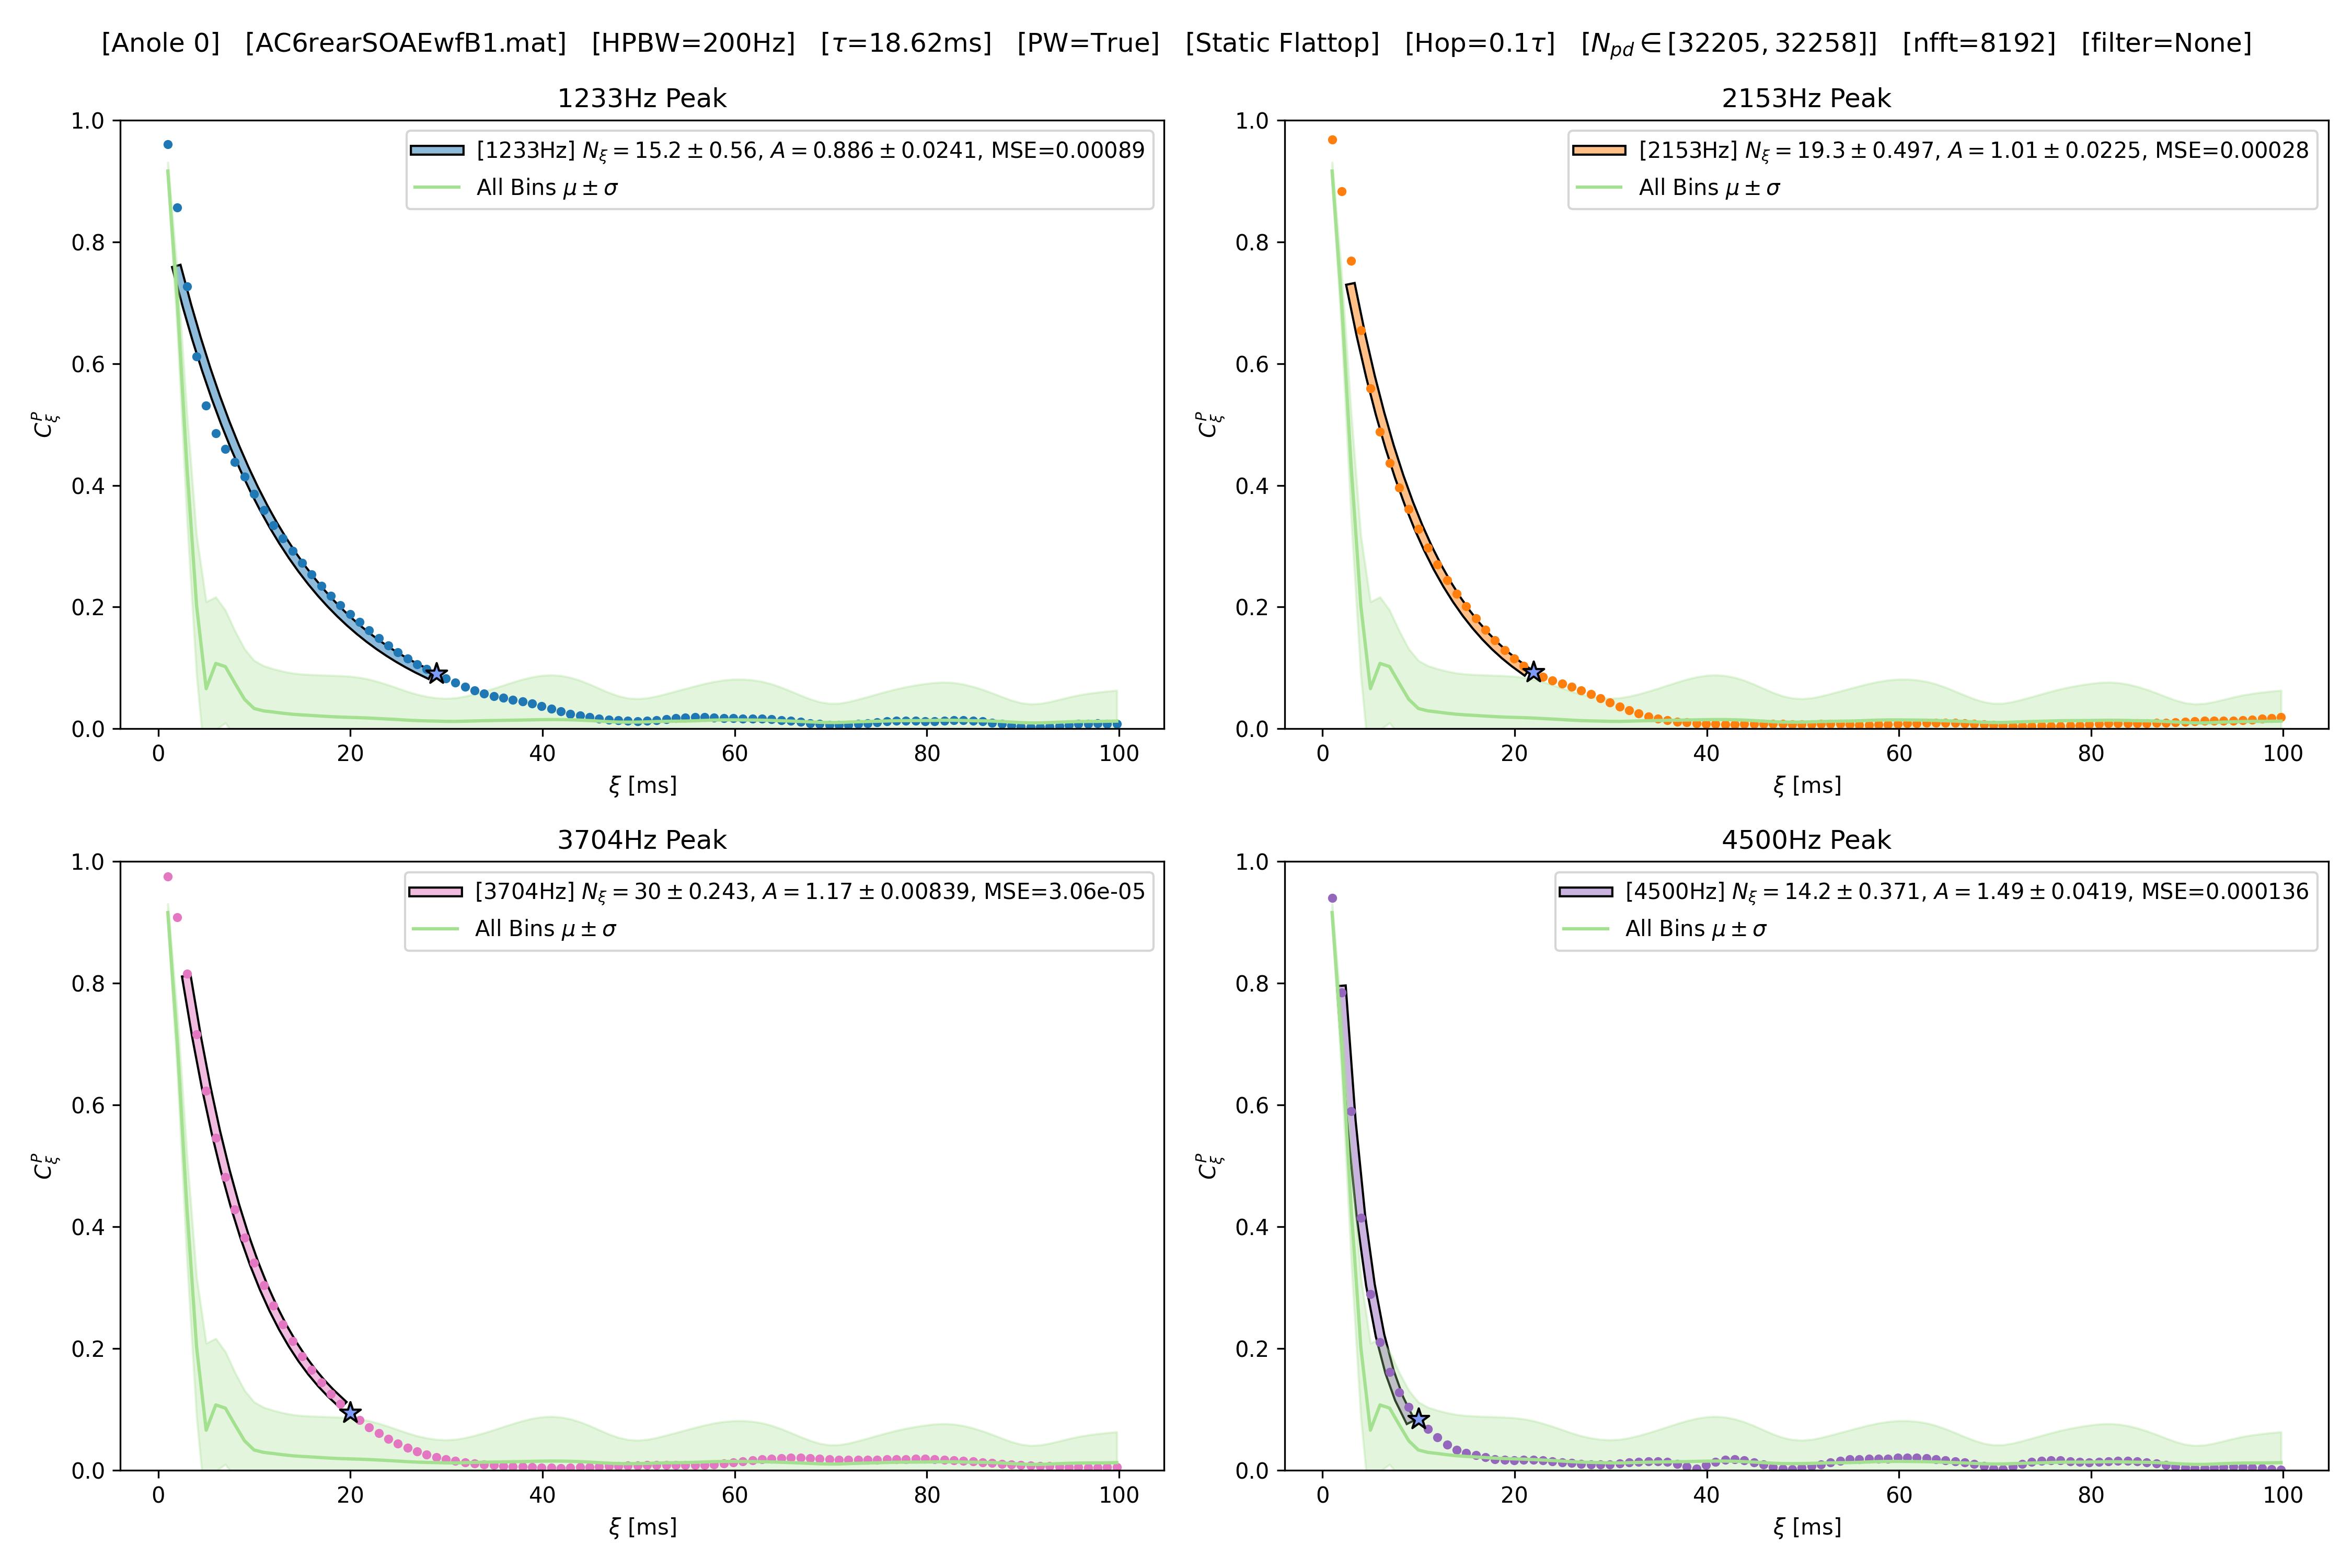 [Anole 0] [AC6rearSOAEwfB1.mat] [HPBW=200Hz] [τ=18.62ms] [PW=True] [Static Flattop] [Hop=0.1τ] [N_pd ∈ [32205, 32258]] [nfft=8192] [filter=None]
1233Hz Peak
[1233Hz] N_ξ = 15.2 ± 0.56, A = 0.886 ± 0.0241, MSE=0.00089
All Bins μ ± σ
1.0
0.8
0.6
0.4
0.2
0.0
C_ξ^P
0 20 40 60 80 100
ξ [ms]
2153Hz Peak
[2153Hz] N_ξ = 19.3 ± 0.497, A = 1.01 ± 0.0225, MSE=0.00028
All Bins μ ± σ
1.0
0.8
0.6
0.4
0.2
0.0
C_ξ^P
0 20 40 60 80 100
ξ [ms]
3704Hz Peak
[3704Hz] N_ξ = 30 ± 0.243, A = 1.17 ± 0.00839, MSE=3.06e-05
All Bins μ ± σ
1.0
0.8
0.6
0.4
0.2
0.0
C_ξ^P
0 20 40 60 80 100
ξ [ms]
4500Hz Peak
[4500Hz] N_ξ = 14.2 ± 0.371, A = 1.49 ± 0.0419, MSE=0.000136
All Bins μ ± σ
1.0
0.8
0.6
0.4
0.2
0.0
C_ξ^P
0 20 40 60 80 100
ξ [ms]